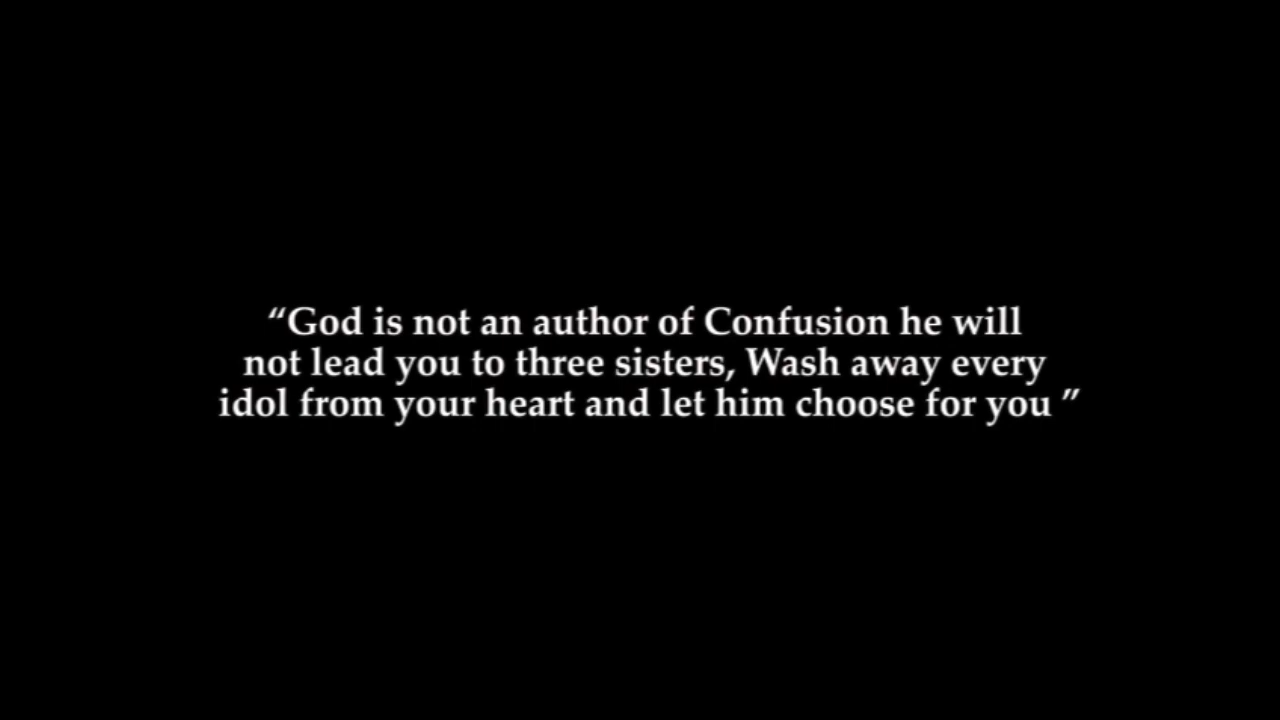 “God is not an author of Confusion he will
not lead you to three sisters, Wash away every
idol from your heart and let him choose for you ”